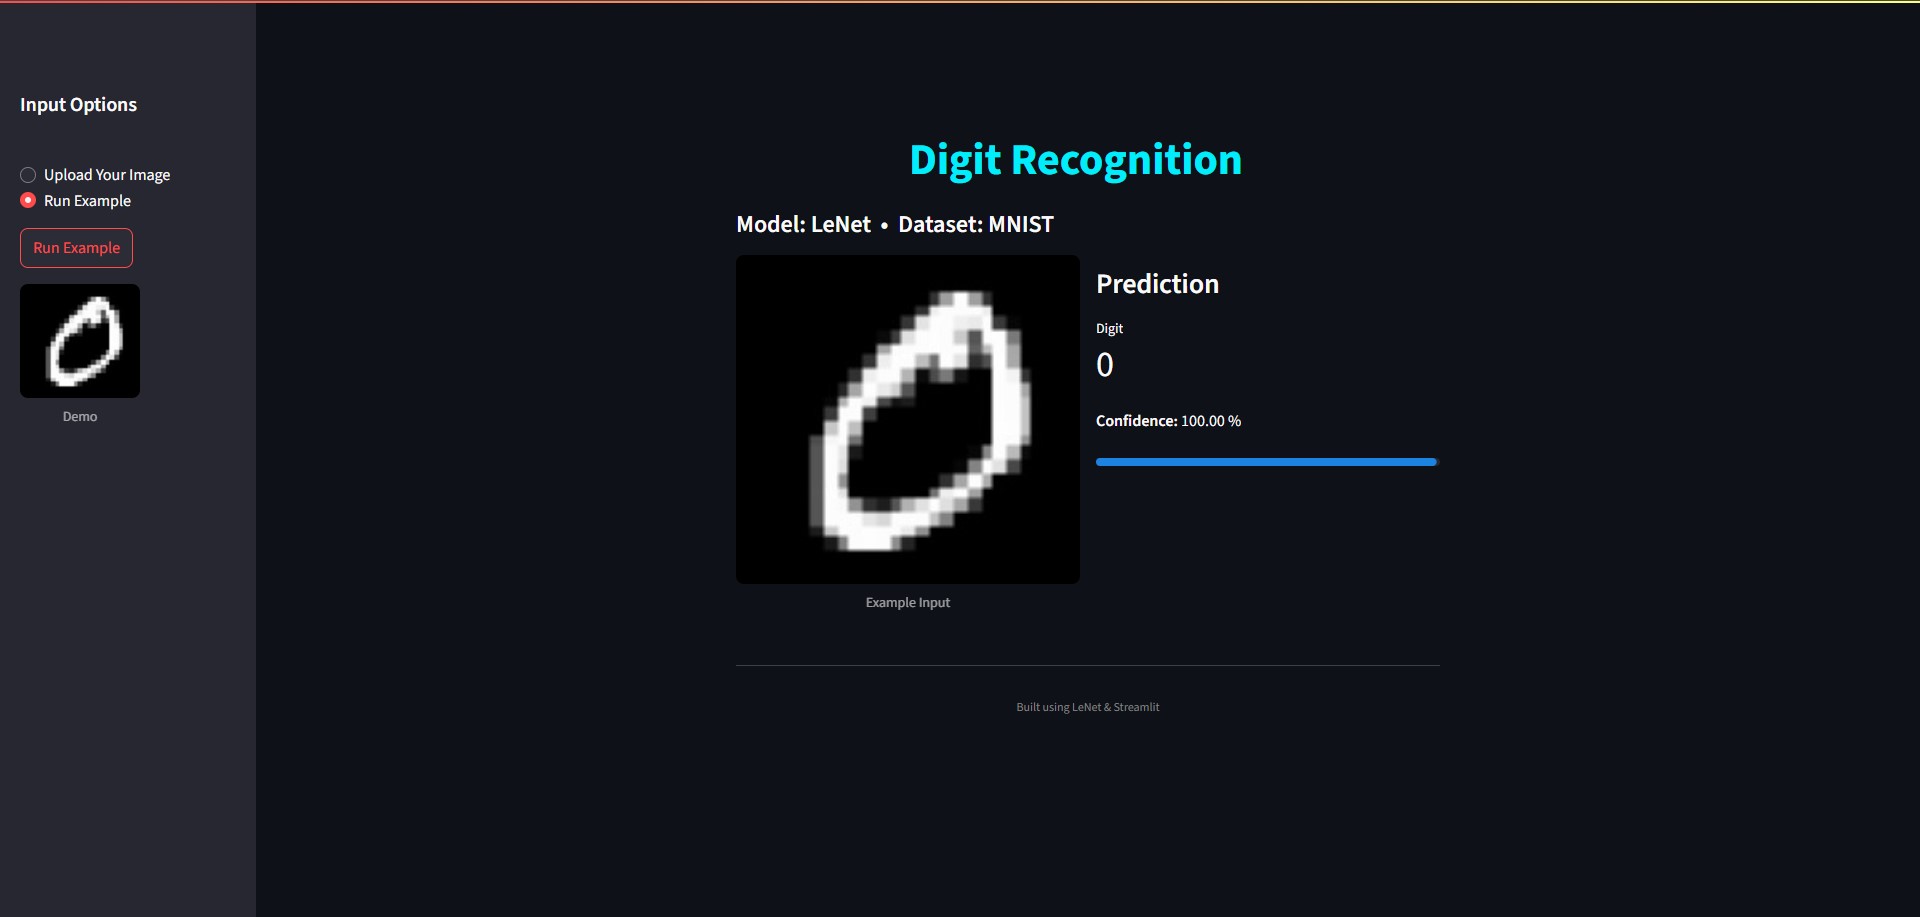 Input Options
Upload Your Image
Run Example
Run Example
Demo
Digit Recognition
Model: LeNet • Dataset: MNIST
0
Example Input
Prediction
Digit
0
Confidence: 100.00 %
Built using LeNet & Streamlit